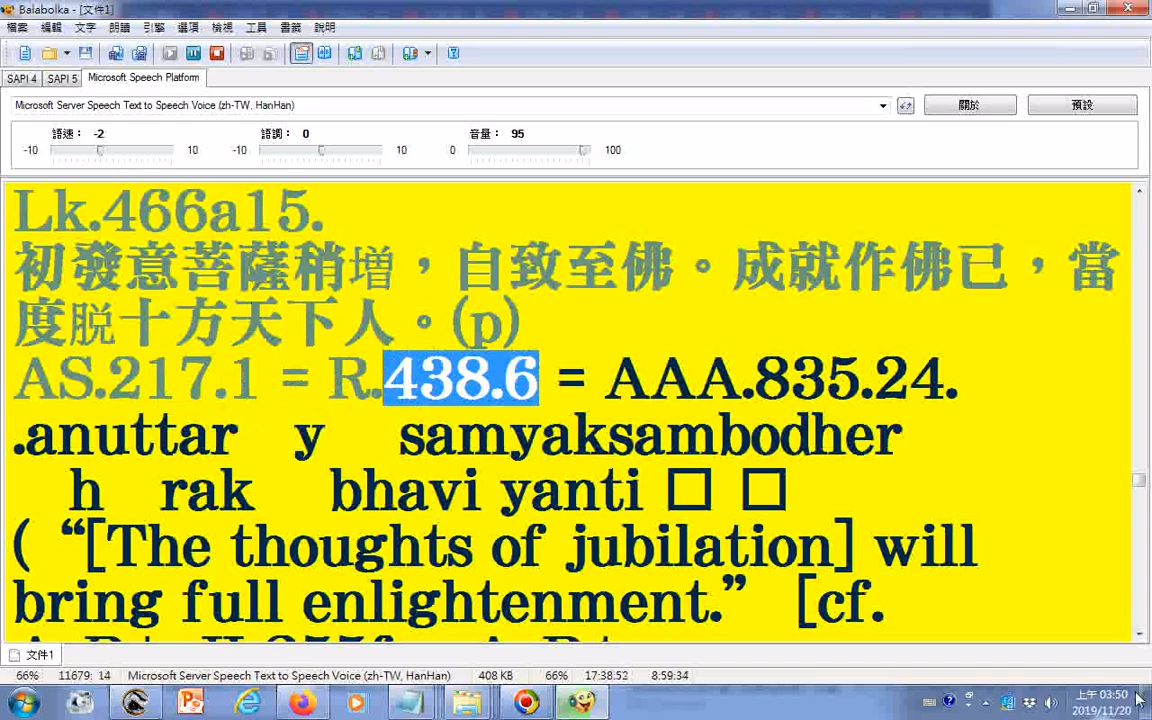 Balabolka - [文件1]
檔案 編輯 文字 朗讀 引擎 選項 檢視 工具 書籤 說明
SAPI 4 SAPI 5 Microsoft Speech Platform
Microsoft Server Speech Text to Speech Voice (zh-TW, HanHan) 關於 預設
語速： -2 語調： 0 音量： 95
-10 10 -10 10 0 100
Lk.466a15.
初發意菩薩稍増，自致至佛。成就作佛已，當
度脱十方天下人。(p)
AS.217.1 = R.438.6 = AAA.835.24.
.anuttar y samyaksambodher
h rak bhavi yanti □ □
( “[The thoughts of jubilation] will
bring full enlightenment.” [cf.
文件1
66% 11679: 14 Microsoft Server Speech Text to Speech Voice (zh-TW, HanHan) 408 KB 66% 17:38:52 8:59:34
上午 03:50
2019/11/20